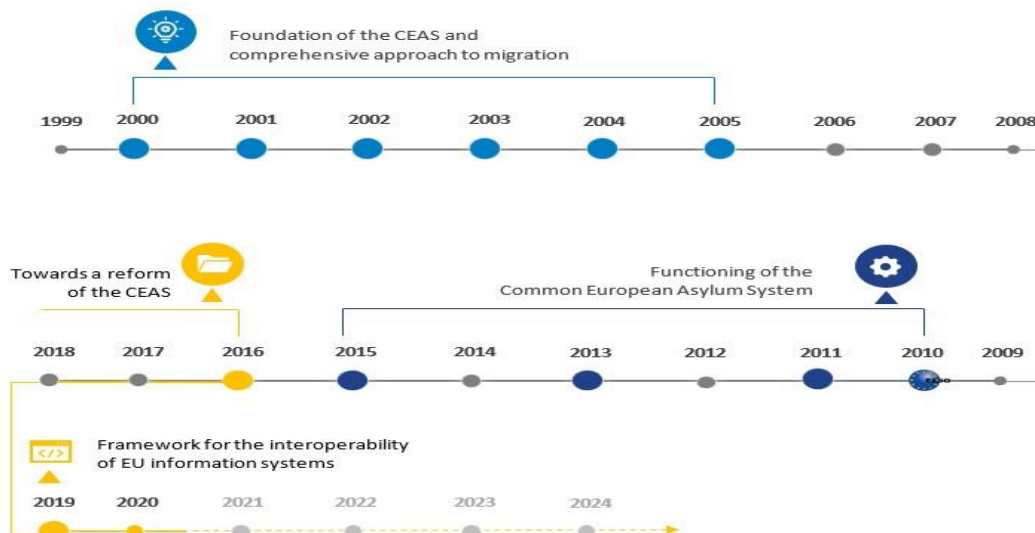 Foundation of the CEAS and
comprehensive approach to migration
1999 2000 2001 2002 2003 2004 2005 2006 2007 2008
Towards a reform
of the CEAS
Functioning of the
Common European Asylum System
2018 2017 2016 2015 2014 2013 2012 2011 2010 2009
</>
Framework for the interoperability
of EU information systems
2019 2020 2021 2022 2023 2024